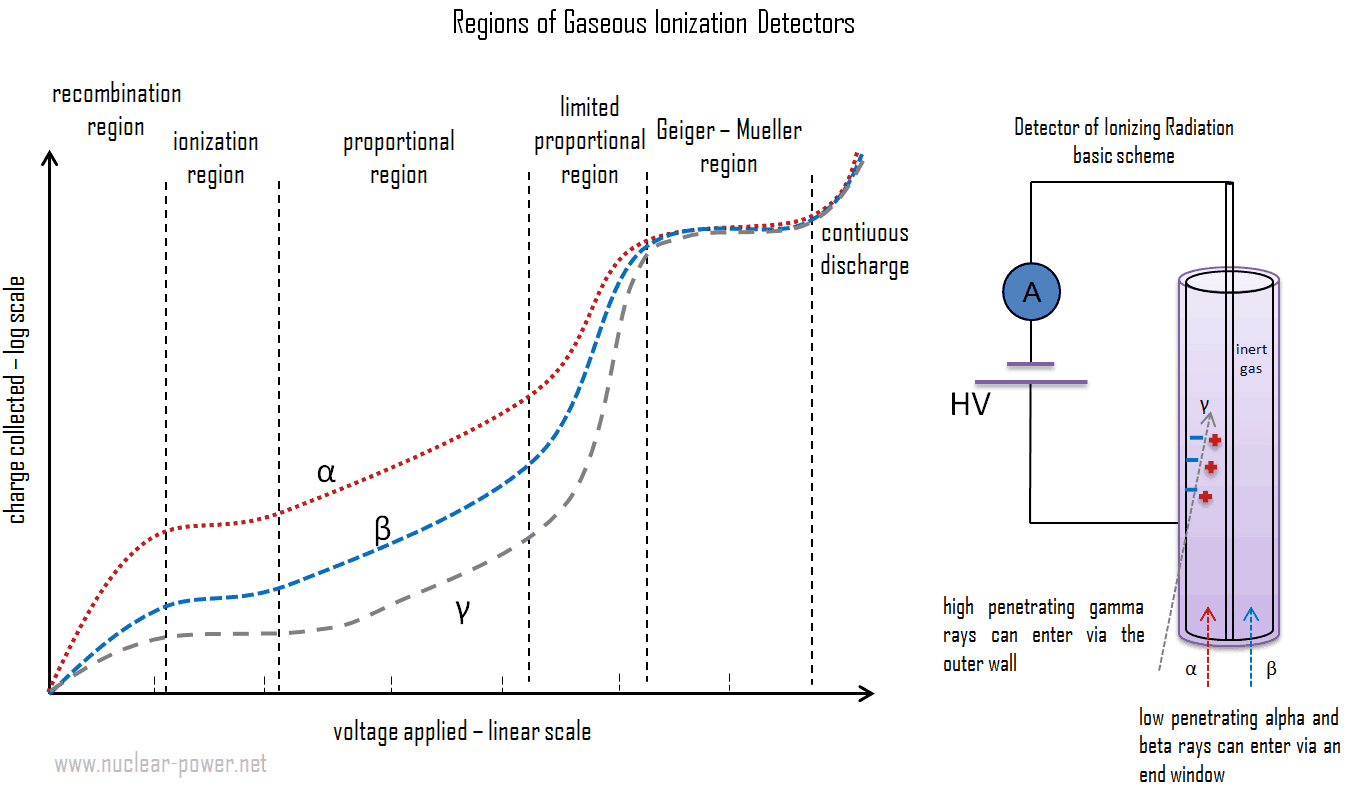 Regions of Gaseous Ionization Detectors
recombination
region
ionization
region
proportional
region
limited
proportional
region
Geiger – Mueller
region
contiuous
discharge
charge collected – log scale
α
β
γ
voltage applied – linear scale
www.nuclear-power.net
Detector of Ionizing Radiation
basic scheme
A
HV
inert
gas
γ
high penetrating gamma
rays can enter via the
outer wall
α
β
low penetrating alpha and
beta rays can enter via an
end window